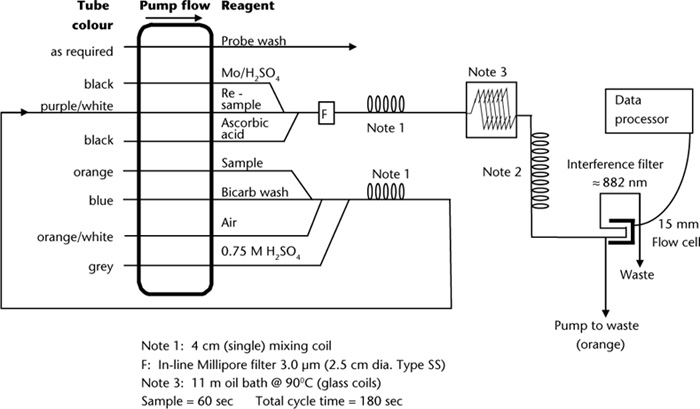 Tube colour
Pump flow
Reagent
as required
Probe wash
black
Mo/H₂SO₄
purple/white
Re - sample
black
Ascorbic acid
orange
Sample
blue
Bicarb wash
orange/white
Air
grey
0.75 M H₂SO₄
F
Note 1
Note 1
Note 3
Note 2
Data
processor
Interference filter
≈ 882 nm
15 mm
Flow cell
Waste
Pump to waste
(orange)
Note 1: 4 cm (single) mixing coil
F: In-line Millipore filter 3.0 µm (2.5 cm dia. Type SS)
Note 3: 11 m oil bath @ 90⁰C (glass coils)
Sample = 60 sec Total cycle time = 180 sec